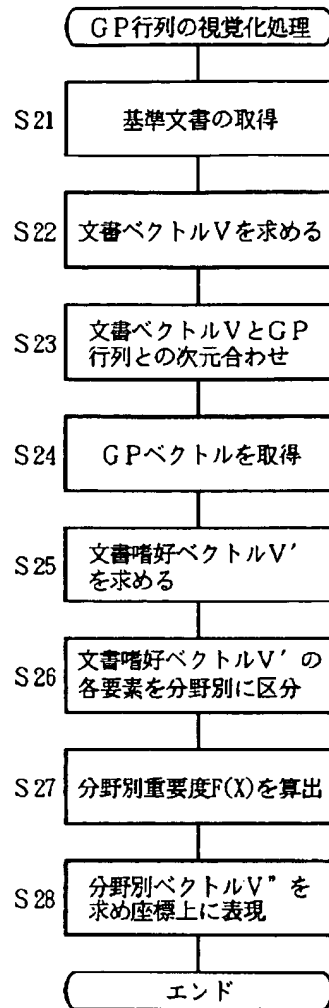 GP行列の視覚化処理
S21
基準文書の取得
S22
文書ベクトルVを求める
S23
文書ベクトルVとGP
行列との次元合わせ
S24
GPベクトルを取得
S25
文書嗜好ベクトルV'
を求める
S26
文書嗜好ベクトルV'の
各要素を分野別に区分
S27
分野別重要度F(X)を算出
S28
分野別ベクトルV"を
求め座標上に表現
エンド